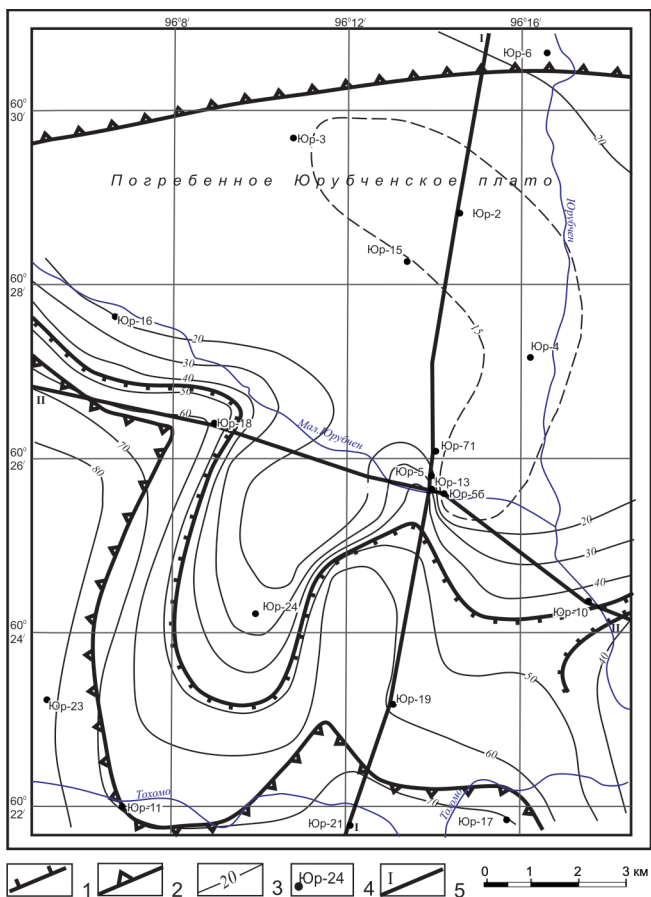 96°8′ 96°12′ 96°16′
I
Юр-6
60° 30′
20
Юр-3
Погребенное Юрубченское плато
Юр-2
Юрубчен
Юр-15
60° 28′
Юр-16
15
20
30
Юр-4
40
50
II
60
Юр-18
Мал.Юрубчен
70
Юр-71
60° 26′
80
Юр-5
Юр-13
Юр-56
20
30
40
Юр-24
Юр-10
II
60° 24′
40
50
Юр-23
Юр-19
60
Тохомо
60° 22′
Юр-11
70
Тохомо
Юр-21
I
Юр-17
1
2
20
3
Юр-24
4
I
5
0 1 2 3 км